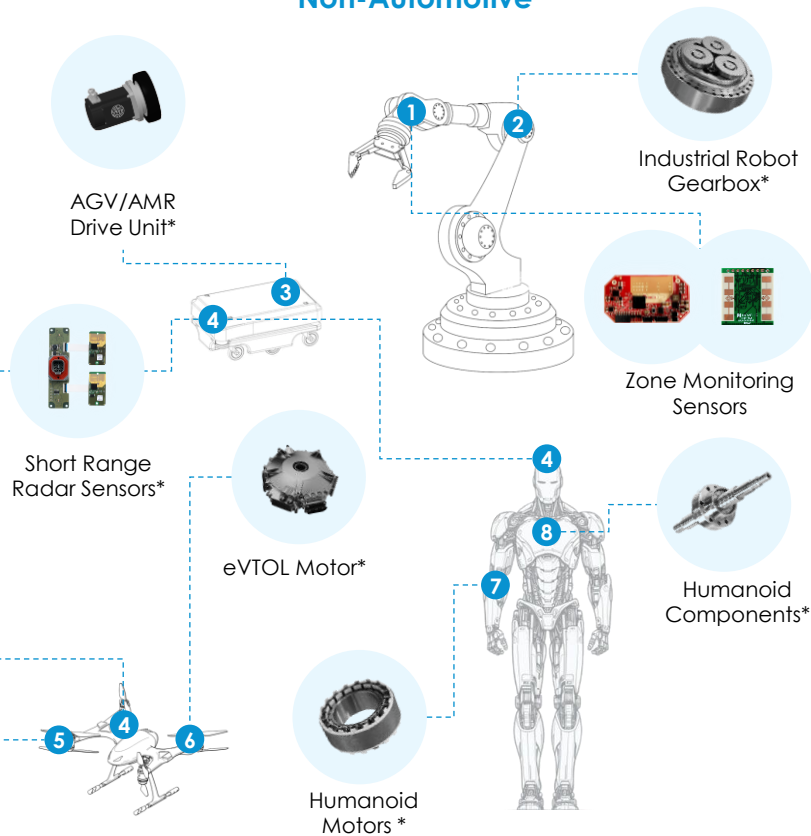 Non-Automotive
AGV/AMR
Drive Unit*
Industrial Robot
Gearbox*
1
2
3
4
Zone Monitoring
Sensors
Short Range
Radar Sensors*
eVTOL Motor*
4
8
7
Humanoid
Components*
4
5
6
Humanoid
Motors *